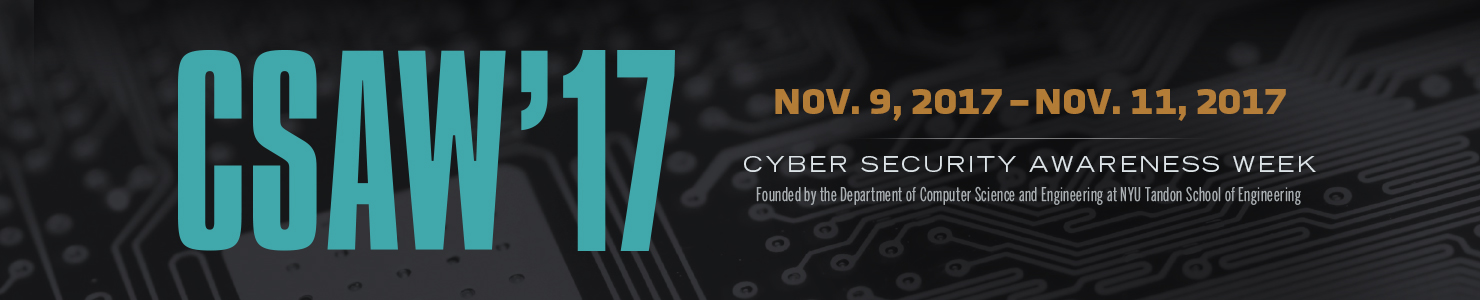 CSAW'17
NOV. 9, 2017 – NOV. 11, 2017
CYBER SECURITY AWARENESS WEEK
Founded by the Department of Computer Science and Engineering at NYU Tandon School of Engineering